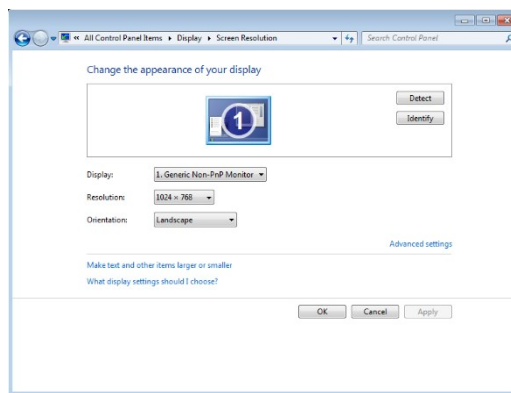 « All Control Panel Items ▸ Display ▸ Screen Resolution
Search Control Panel
Change the appearance of your display
1
Detect
Identify
Display: 1. Generic Non-PnP Monitor
Resolution: 1024 × 768
Orientation: Landscape
Advanced settings
Make text and other items larger or smaller
What display settings should I choose?
OK Cancel Apply